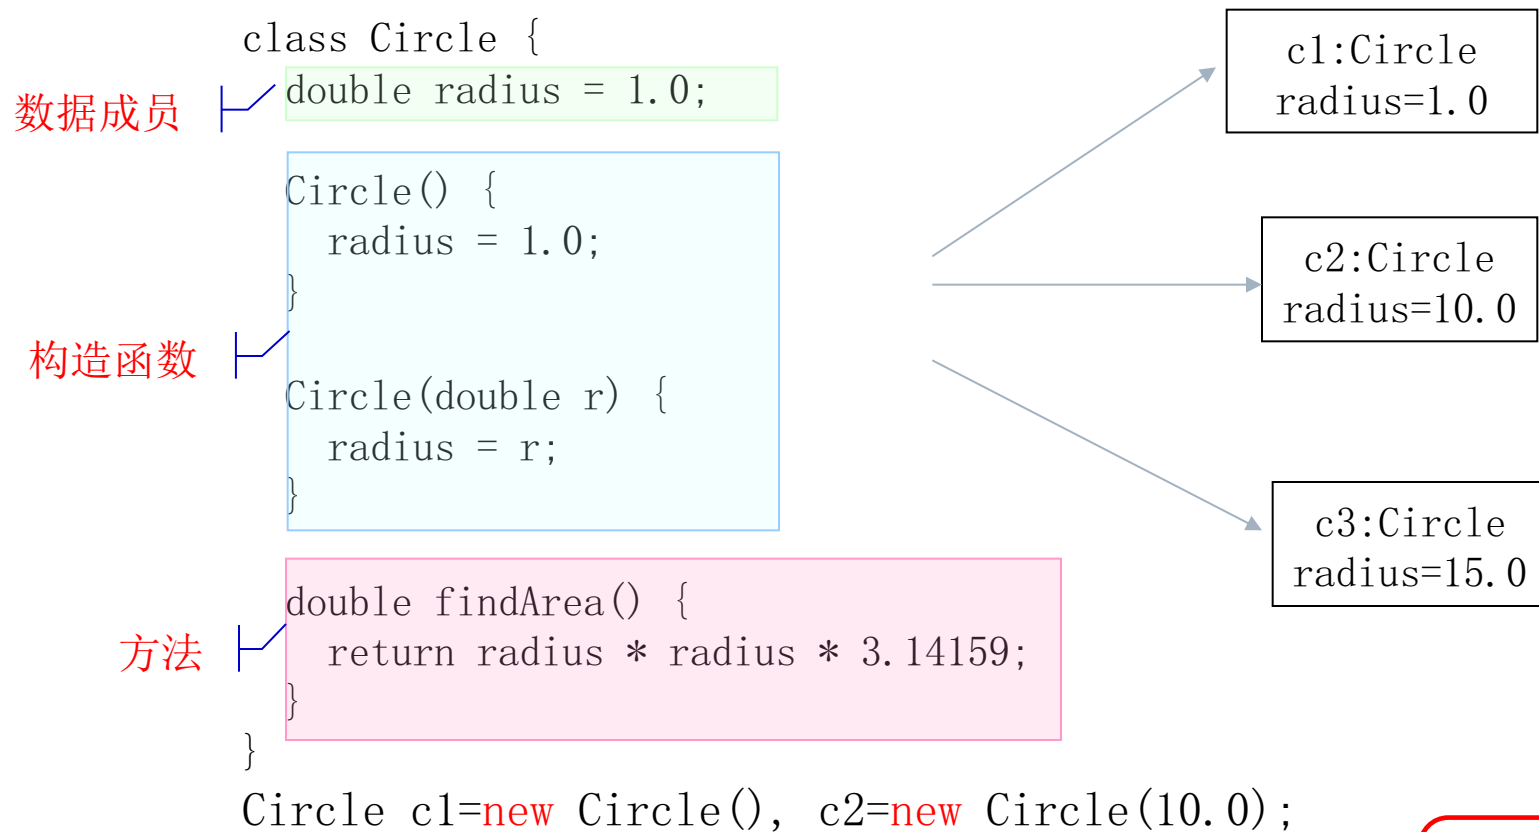 class Circle {
数据成员
double radius = 1.0;
Circle() {
radius = 1.0;
}
构造函数
Circle(double r) {
radius = r;
}
方法
double findArea() {
return radius * radius * 3.14159;
}
}
Circle c1=new Circle(), c2=new Circle(10.0);
c1:Circle
radius=1.0
c2:Circle
radius=10.0
c3:Circle
radius=15.0